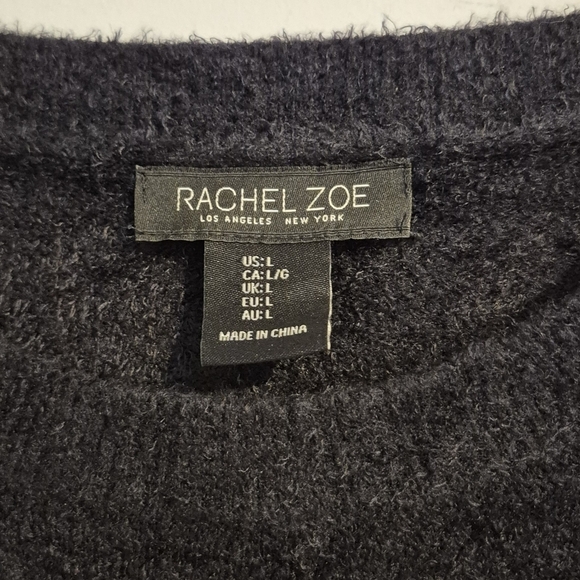 RACHEL ZOE
LOS ANGELES NEW YORK
US: L
CA: L/G
UK: L
EU: L
AU: L
MADE IN CHINA